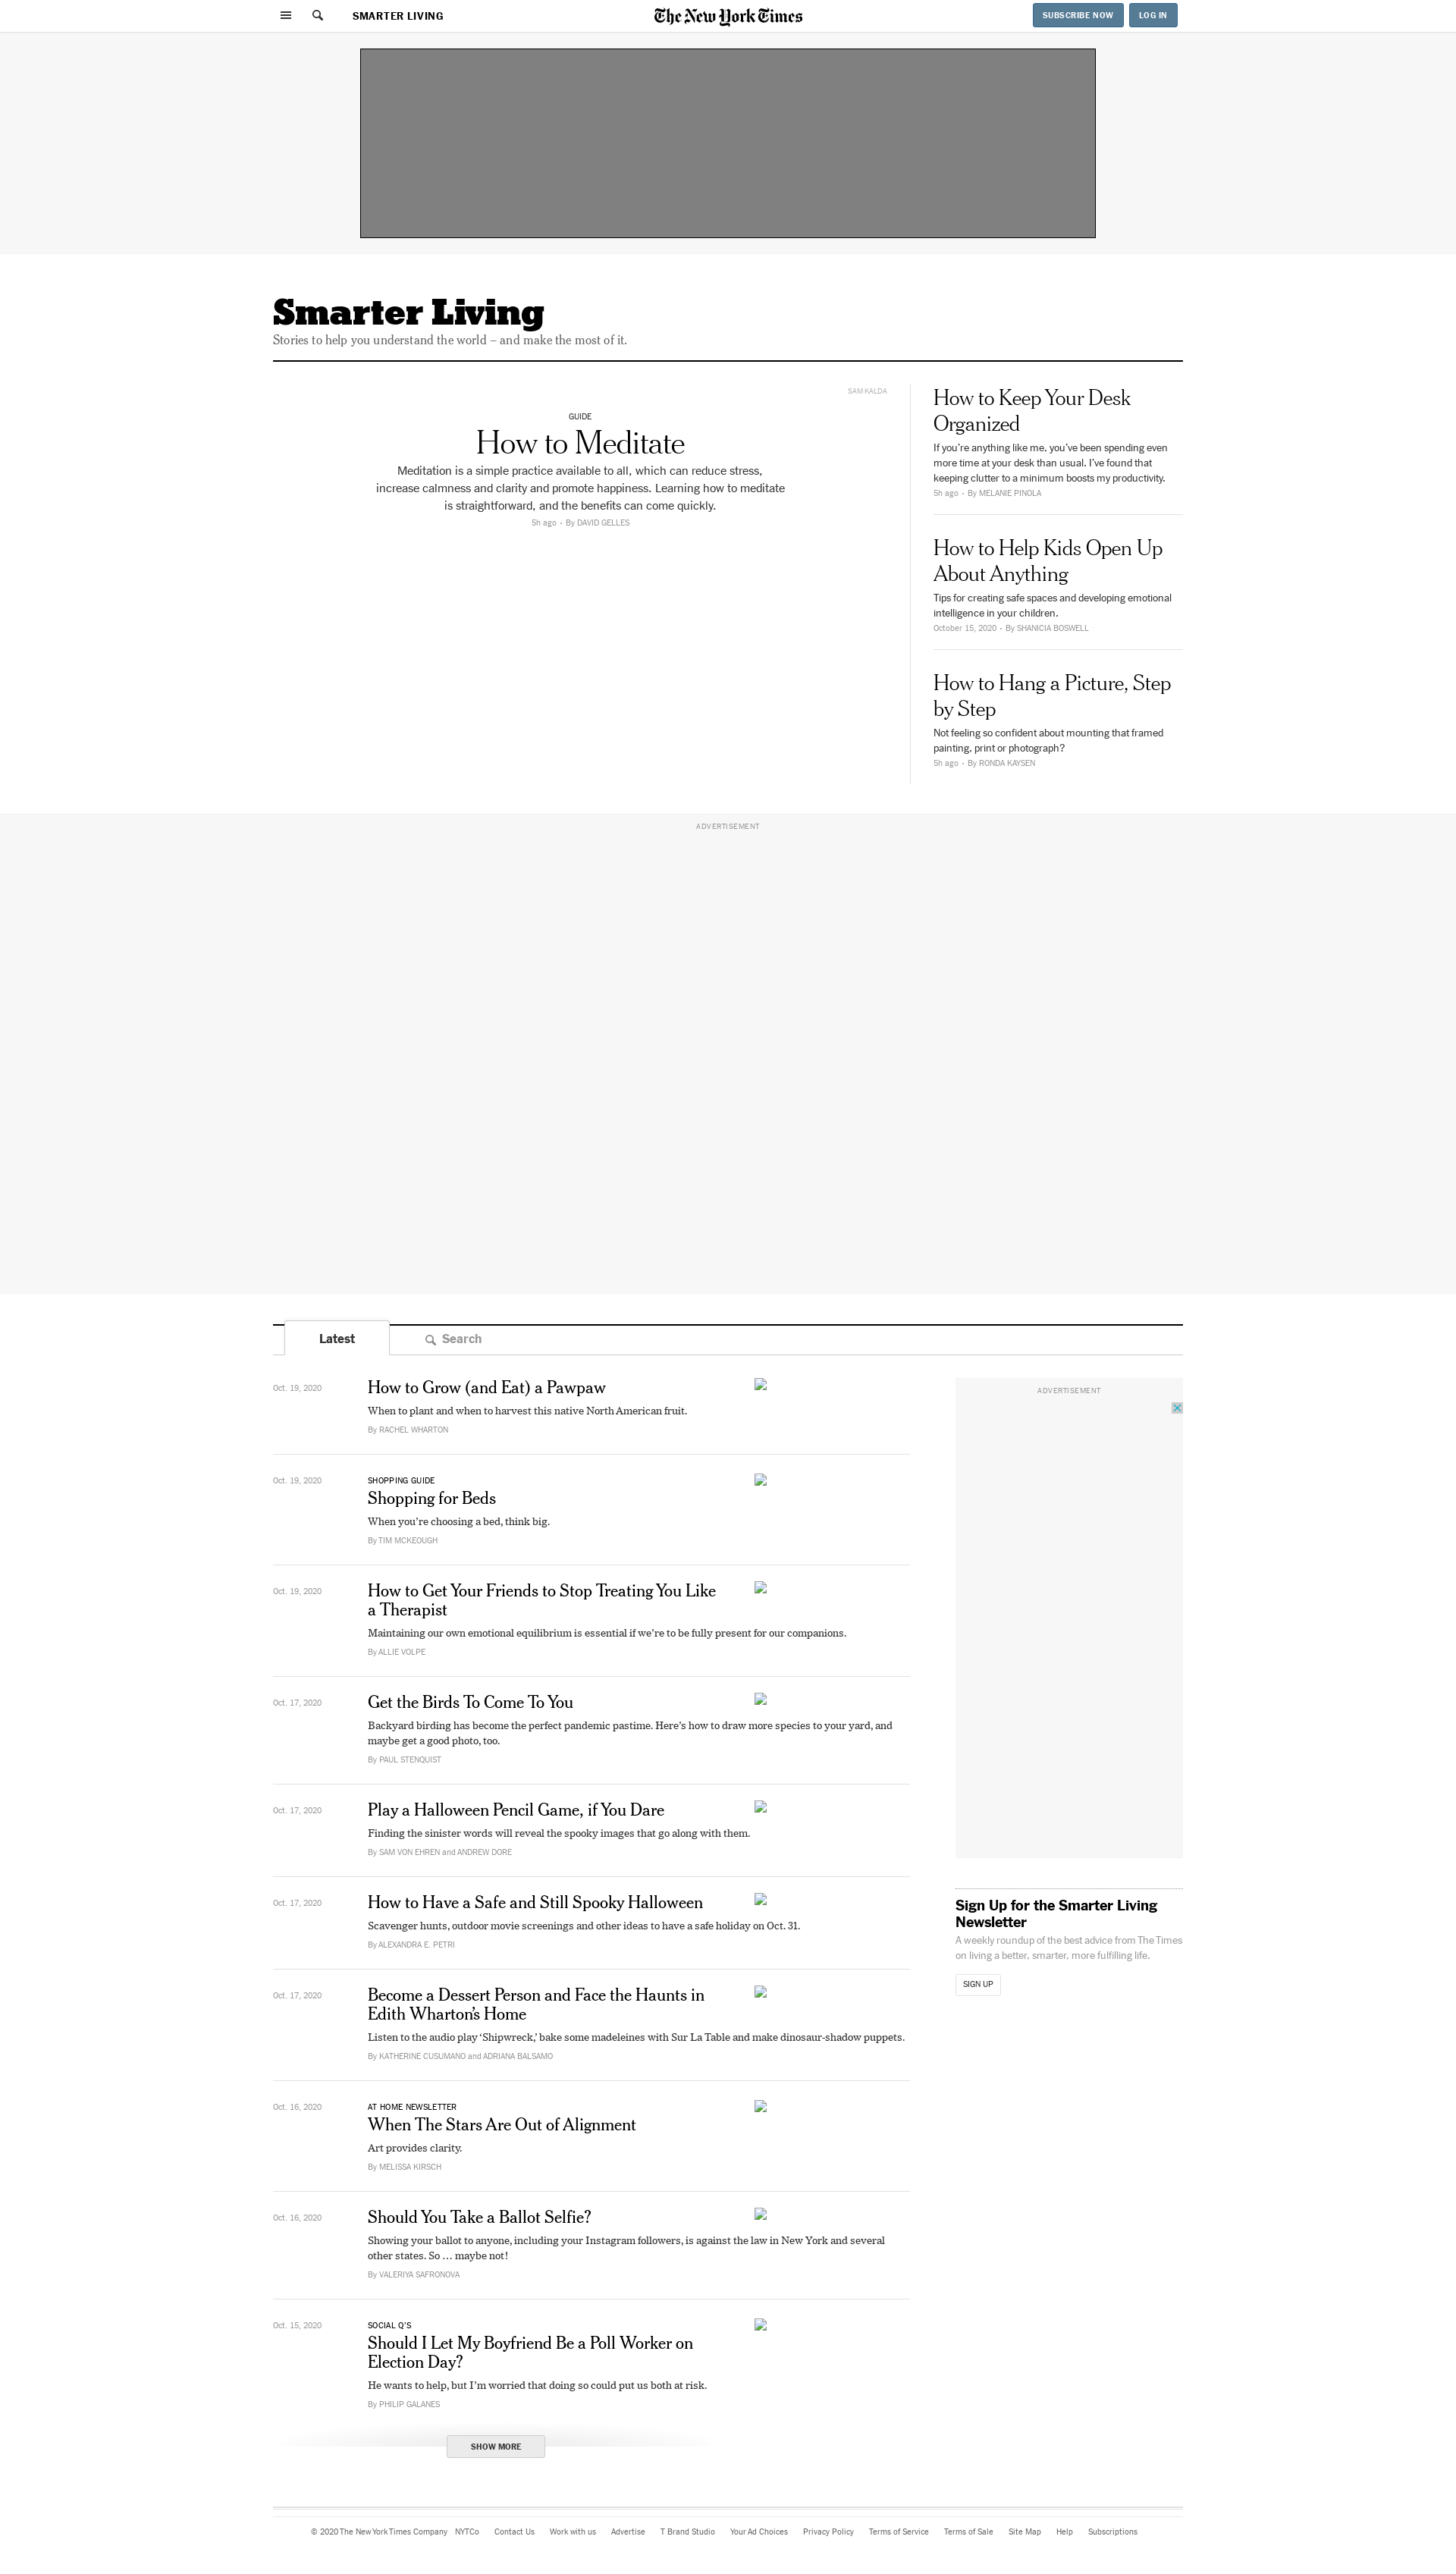 SMARTER LIVING
The New York Times
SUBSCRIBE NOW
LOG IN
Smarter Living
Stories to help you understand the world – and make the most of it.
SAM KALDA
GUIDE
How to Meditate
Meditation is a simple practice available to all, which can reduce stress,
increase calmness and clarity and promote happiness. Learning how to meditate
is straightforward, and the benefits can come quickly.
5h ago • By DAVID GELLES
How to Keep Your Desk
Organized
If you’re anything like me, you’ve been spending even
more time at your desk than usual. I’ve found that
keeping clutter to a minimum boosts my productivity.
5h ago • By MELANIE PINOLA
How to Help Kids Open Up
About Anything
Tips for creating safe spaces and developing emotional
intelligence in your children.
October 15, 2020 • By SHANICIA BOSWELL
How to Hang a Picture, Step
by Step
Not feeling so confident about mounting that framed
painting, print or photograph?
5h ago • By RONDA KAYSEN
ADVERTISEMENT
Latest
Search
Oct. 19, 2020
How to Grow (and Eat) a Pawpaw
When to plant and when to harvest this native North American fruit.
By RACHEL WHARTON
Oct. 19, 2020
SHOPPING GUIDE
Shopping for Beds
When you’re choosing a bed, think big.
By TIM MCKEOUGH
Oct. 19, 2020
How to Get Your Friends to Stop Treating You Like
a Therapist
Maintaining our own emotional equilibrium is essential if we’re to be fully present for our companions.
By ALLIE VOLPE
Oct. 17, 2020
Get the Birds To Come To You
Backyard birding has become the perfect pandemic pastime. Here’s how to draw more species to your yard, and
maybe get a good photo, too.
By PAUL STENQUIST
Oct. 17, 2020
Play a Halloween Pencil Game, if You Dare
Finding the sinister words will reveal the spooky images that go along with them.
By SAM VON EHREN and ANDREW DORE
Oct. 17, 2020
How to Have a Safe and Still Spooky Halloween
Scavenger hunts, outdoor movie screenings and other ideas to have a safe holiday on Oct. 31.
By ALEXANDRA E. PETRI
Oct. 17, 2020
Become a Dessert Person and Face the Haunts in
Edith Wharton’s Home
Listen to the audio play ‘Shipwreck,’ bake some madeleines with Sur La Table and make dinosaur-shadow puppets.
By KATHERINE CUSUMANO and ADRIANA BALSAMO
Oct. 16, 2020
AT HOME NEWSLETTER
When The Stars Are Out of Alignment
Art provides clarity.
By MELISSA KIRSCH
Oct. 16, 2020
Should You Take a Ballot Selfie?
Showing your ballot to anyone, including your Instagram followers, is against the law in New York and several
other states. So … maybe not!
By VALERIYA SAFRONOVA
Oct. 15, 2020
SOCIAL Q’S
Should I Let My Boyfriend Be a Poll Worker on
Election Day?
He wants to help, but I’m worried that doing so could put us both at risk.
By PHILIP GALANES
SHOW MORE
ADVERTISEMENT
Sign Up for the Smarter Living
Newsletter
A weekly roundup of the best advice from The Times
on living a better, smarter, more fulfilling life.
SIGN UP
© 2020 The New York Times Company NYTCo Contact Us Work with us Advertise T Brand Studio Your Ad Choices Privacy Policy Terms of Service Terms of Sale Site Map Help Subscriptions